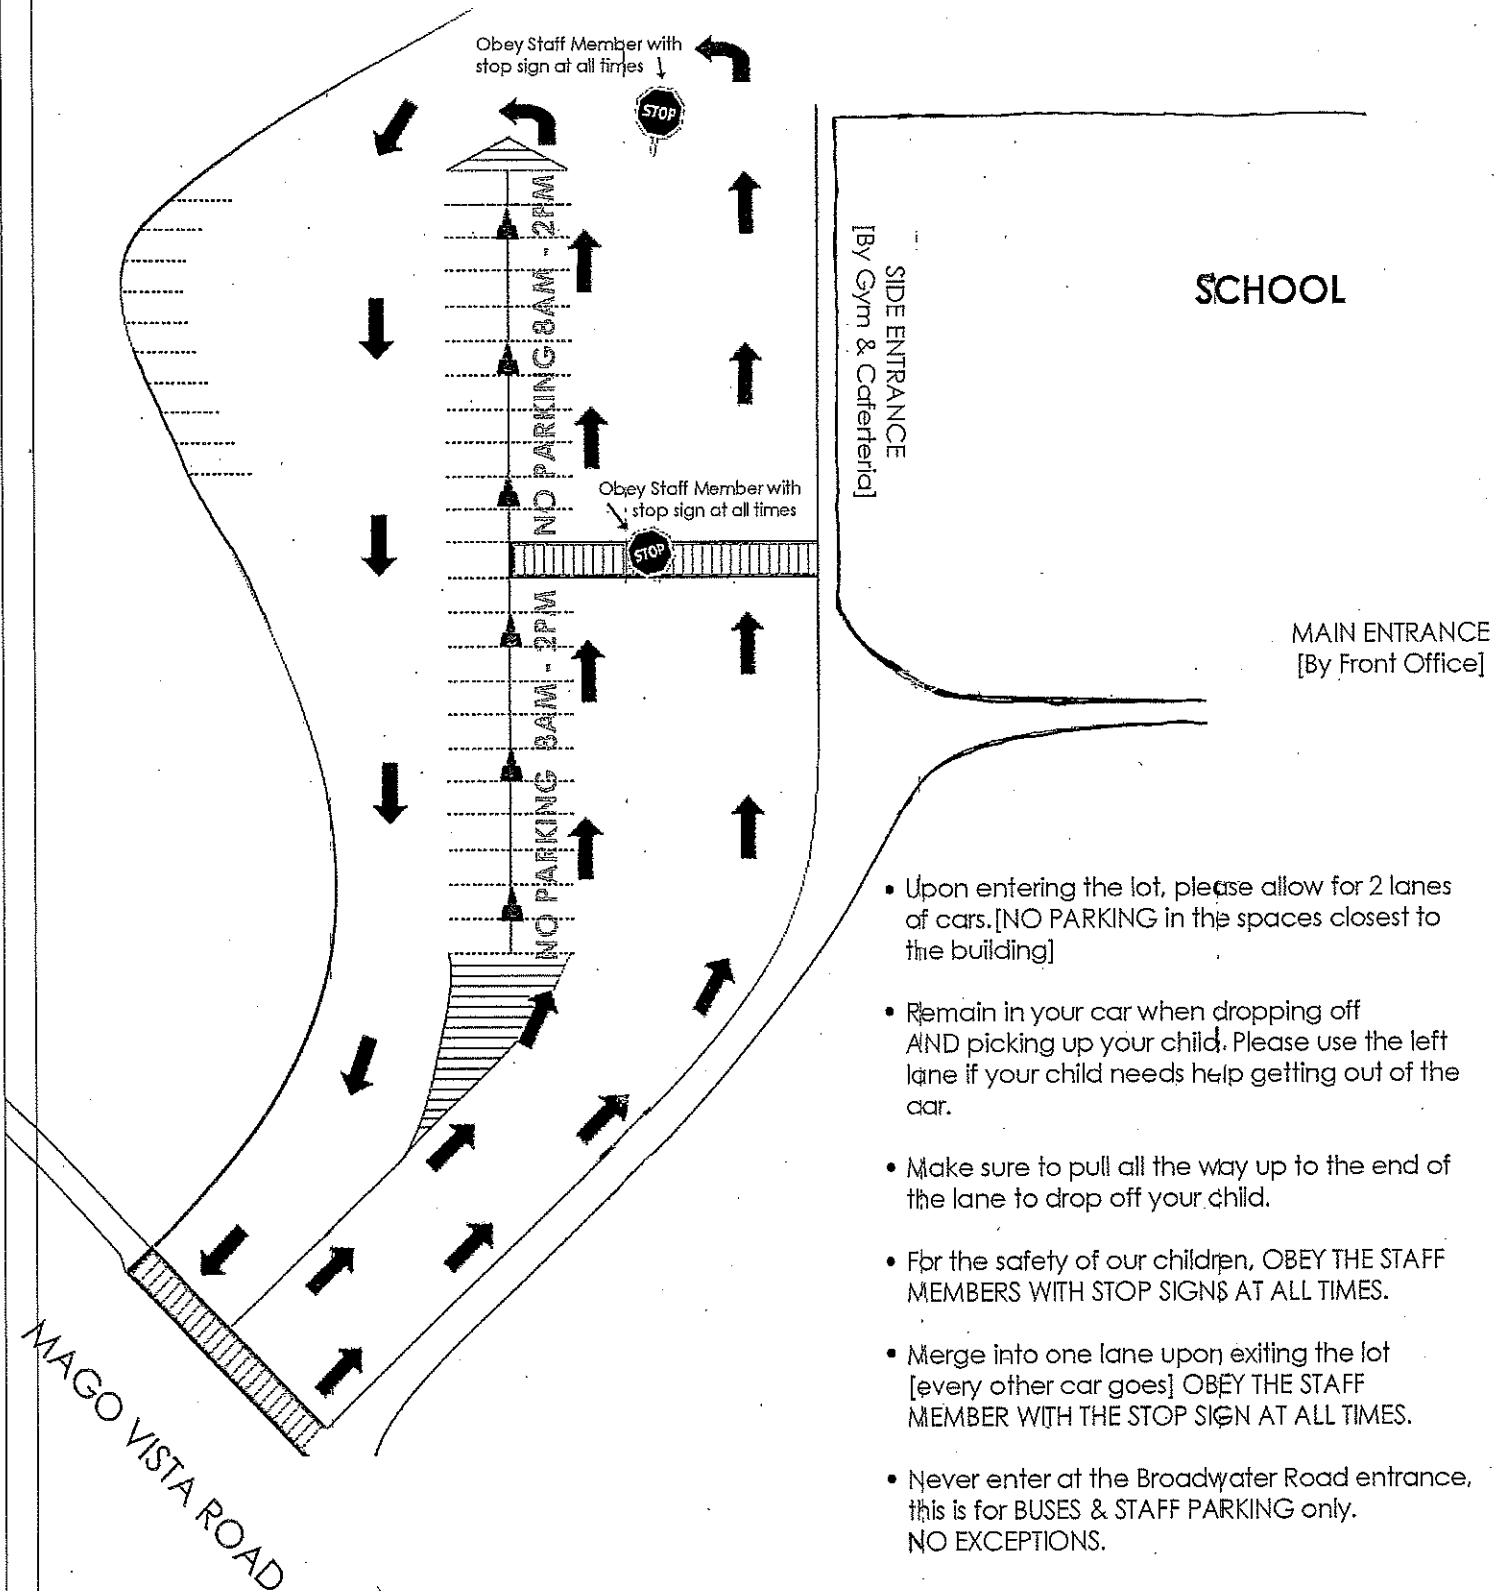 Obey Staff Member with
stop sign at all times
STOP
NO PARKING 8AM - 2PM
SIDE ENTRANCE
[By Gym & Caferteria]
SCHOOL
Obey Staff Member with
stop sign at all times
STOP
NO PARKING 8AM - 2PM
MAIN ENTRANCE
[By Front Office]
• Upon entering the lot, please allow for 2 lanes
of cars.[NO PARKING in the spaces closest to
the building]
• Remain in your car when dropping off
AND picking up your child. Please use the left
lane if your child needs help getting out of the
car.
• Make sure to pull all the way up to the end of
the lane to drop off your child.
• For the safety of our children, OBEY THE STAFF
MEMBERS WITH STOP SIGNS AT ALL TIMES.
• Merge into one lane upon exiting the lot
[every other car goes] OBEY THE STAFF
MEMBER WITH THE STOP SIGN AT ALL TIMES.
• Never enter at the Broadwater Road entrance,
this is for BUSES & STAFF PARKING only.
NO EXCEPTIONS.
MAGO VISTA ROAD